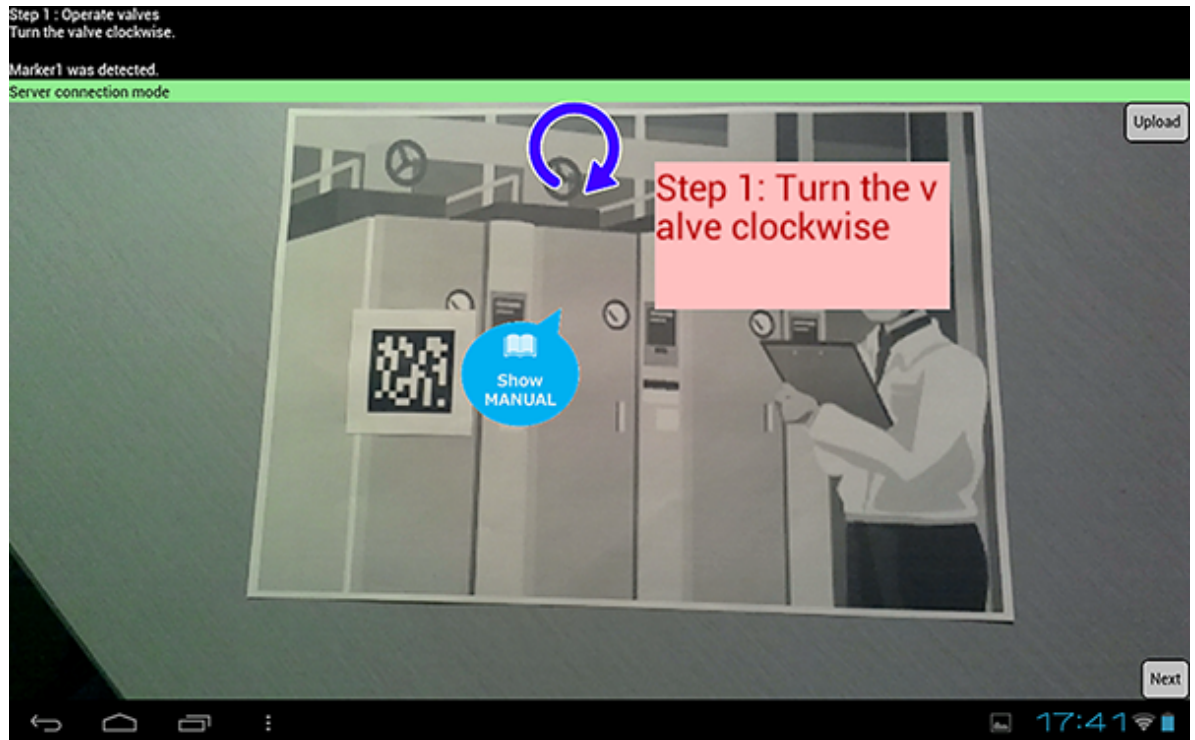 Step 1 : Operate valves
Turn the valve clockwise.
Marker1 was detected.
Server connection mode
Upload
Step 1: Turn the v
alve clockwise
Show
MANUAL
Next
17:41